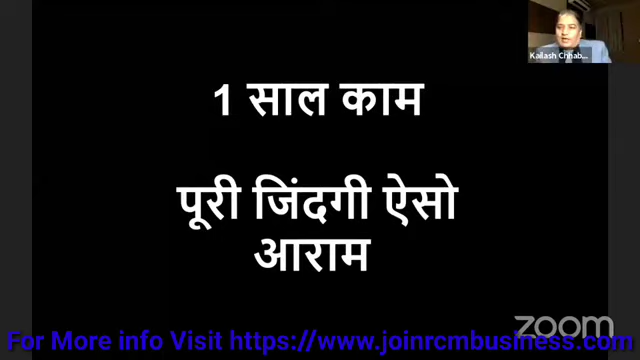 Kailash Chhab...
1 साल काम
पूरी जिंदगी ऐसो
आराम
zoom
For More info Visit https://www.joinrcmbusiness.com